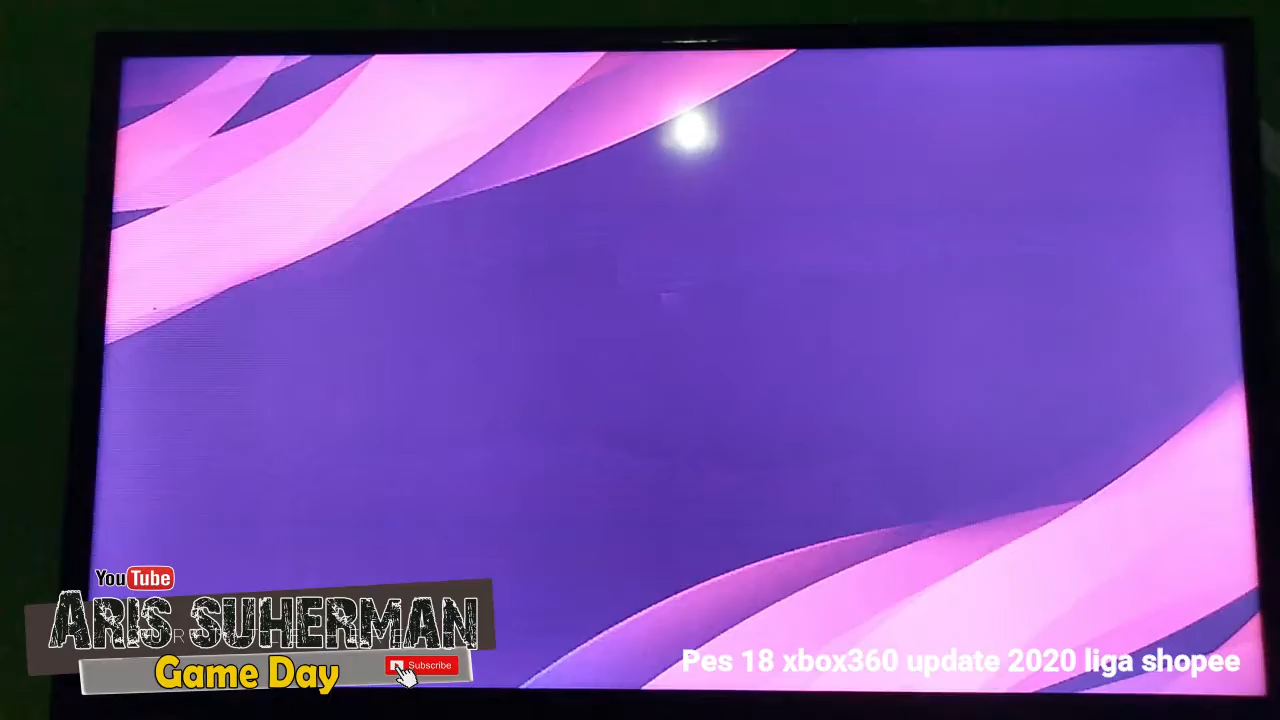 YouTube
ARIS SUHERMAN
Game Day
Subscribe
Pes 18 xbox360 update 2020 liga shopee